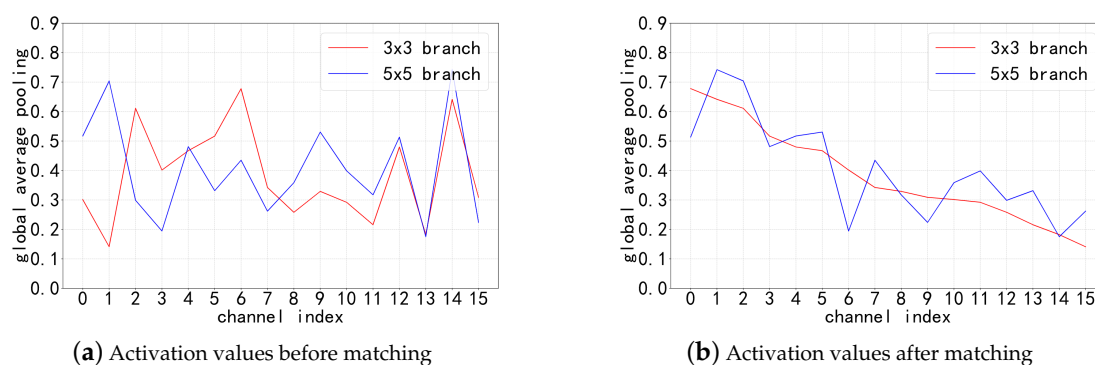 0.9
0.8
0.7
0.6
0.5
0.4
0.3
0.2
0.1
0.0
global average pooling
3x3 branch
5x5 branch
0 1 2 3 4 5 6 7 8 9 10 11 12 13 14 15
channel index
(a) Activation values before matching
0.9
0.8
0.7
0.6
0.5
0.4
0.3
0.2
0.1
0.0
global average pooling
3x3 branch
5x5 branch
0 1 2 3 4 5 6 7 8 9 10 11 12 13 14 15
channel index
(b) Activation values after matching